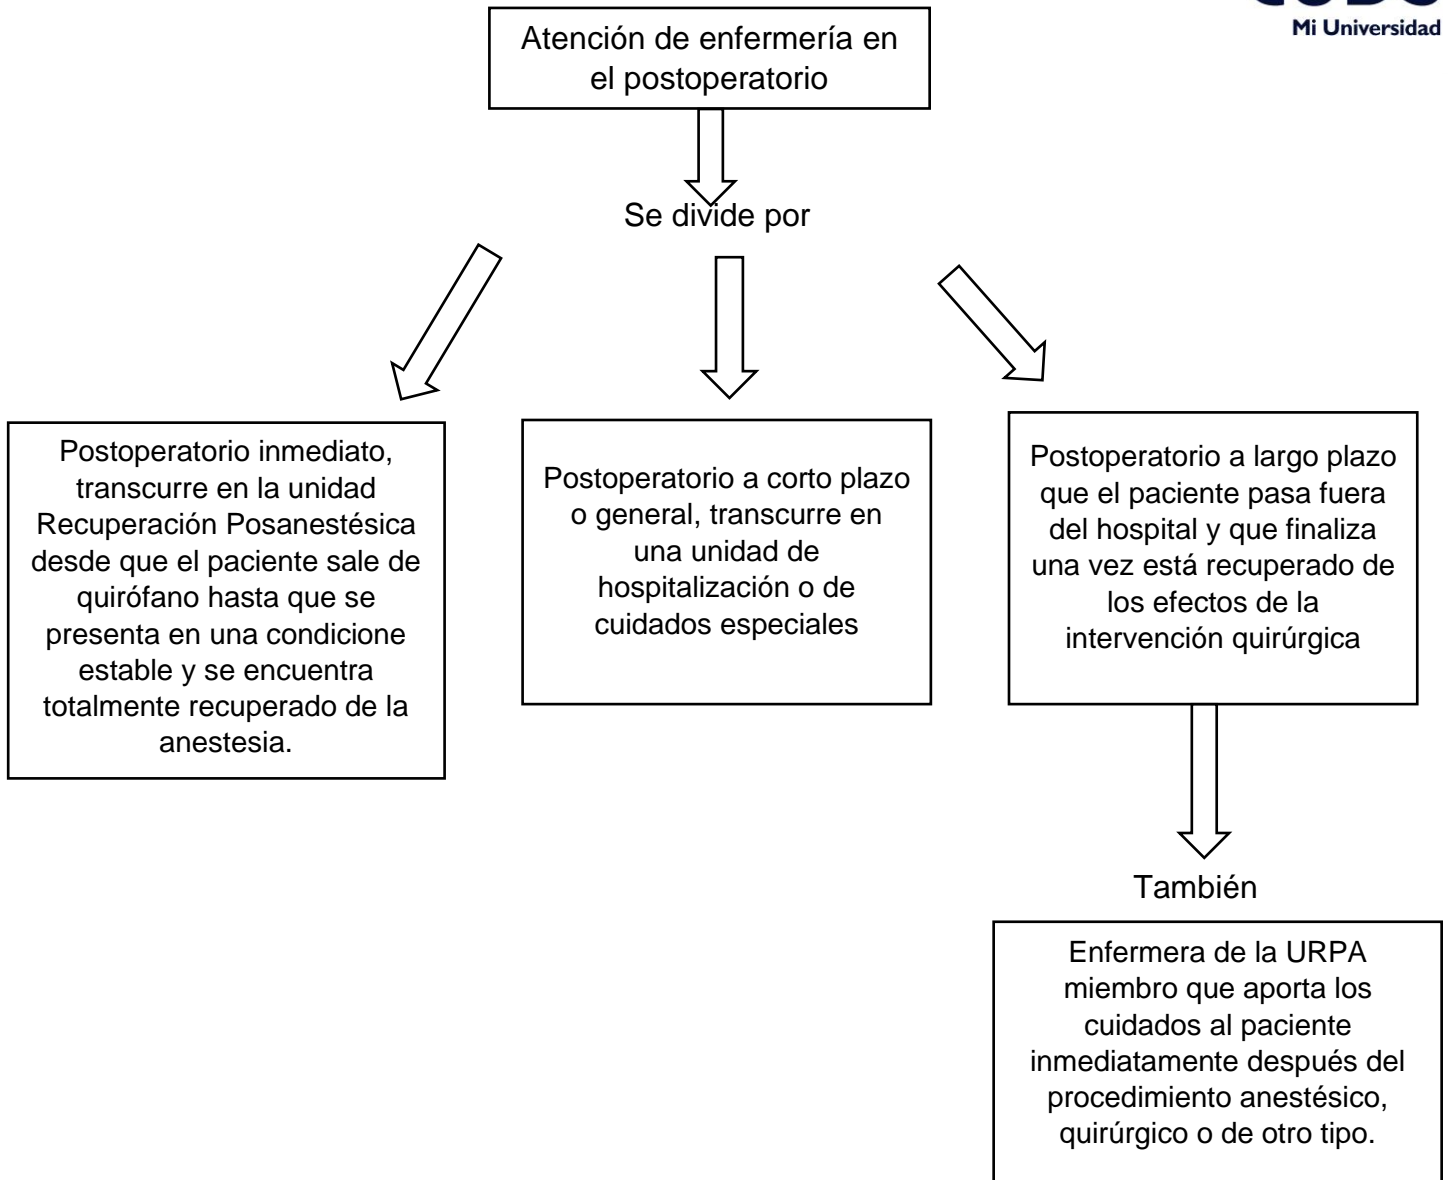 Mi Universidad
Atención de enfermería en
el postoperatorio
Se divide por
Postoperatorio inmediato,
transcurre en la unidad
Recuperación Posanestésica
desde que el paciente sale de
quirófano hasta que se
presenta en una condicione
estable y se encuentra
totalmente recuperado de la
anestesia.
Postoperatorio a corto plazo
o general, transcurre en
una unidad de
hospitalización o de
cuidados especiales
Postoperatorio a largo plazo
que el paciente pasa fuera
del hospital y que finaliza
una vez está recuperado de
los efectos de la
intervención quirúrgica
También
Enfermera de la URPA
miembro que aporta los
cuidados al paciente
inmediatamente después del
procedimiento anestésico,
quirúrgico o de otro tipo.